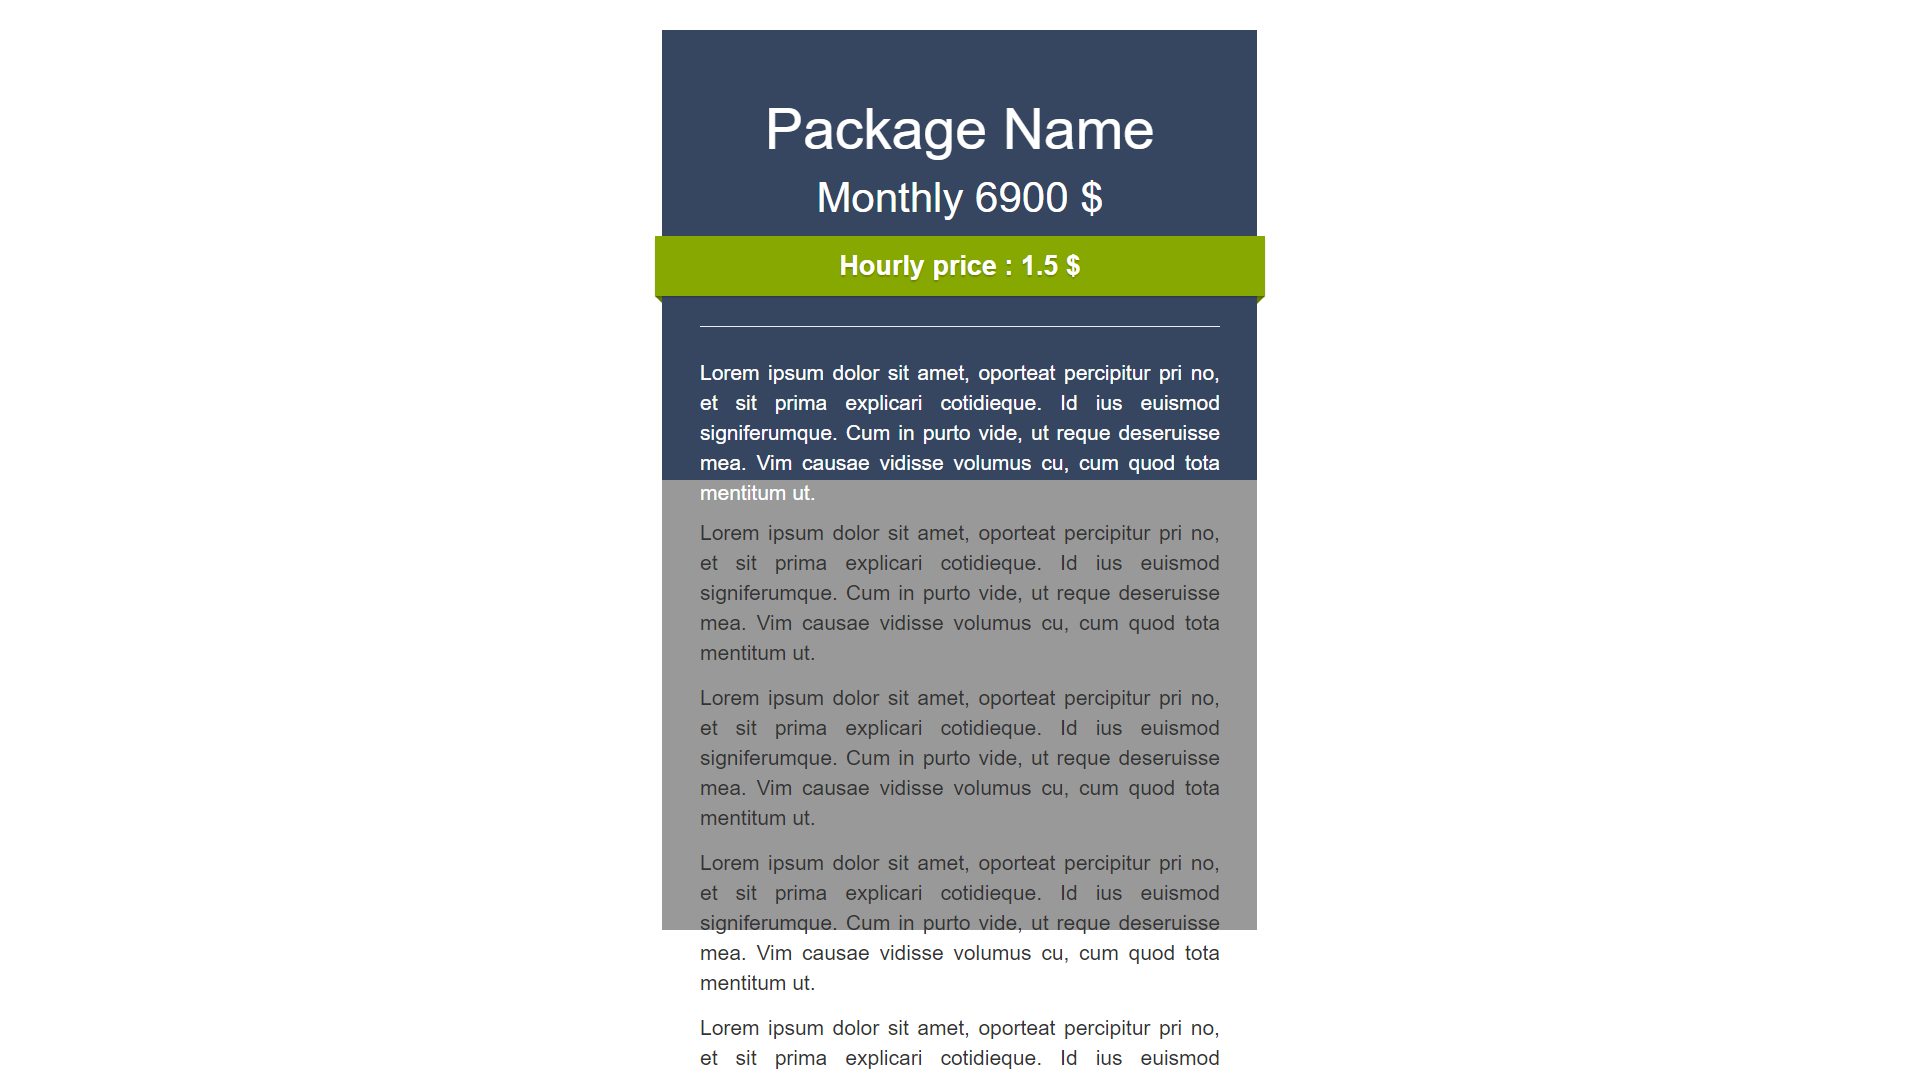 Package Name
Monthly 6900 $
Hourly price : 1.5 $
Lorem ipsum dolor sit amet, oporteat percipitur pri no,
et sit prima explicari cotidieque. Id ius euismod
signiferumque. Cum in purto vide, ut reque deseruisse
mea. Vim causae vidisse volumus cu, cum quod tota
mentitum ut.
Lorem ipsum dolor sit amet, oporteat percipitur pri no,
et sit prima explicari cotidieque. Id ius euismod
signiferumque. Cum in purto vide, ut reque deseruisse
mea. Vim causae vidisse volumus cu, cum quod tota
mentitum ut.
Lorem ipsum dolor sit amet, oporteat percipitur pri no,
et sit prima explicari cotidieque. Id ius euismod
signiferumque. Cum in purto vide, ut reque deseruisse
mea. Vim causae vidisse volumus cu, cum quod tota
mentitum ut.
Lorem ipsum dolor sit amet, oporteat percipitur pri no,
et sit prima explicari cotidieque. Id ius euismod
signiferumque. Cum in purto vide, ut reque deseruisse
mea. Vim causae vidisse volumus cu, cum quod tota
mentitum ut.
Lorem ipsum dolor sit amet, oporteat percipitur pri no,
et sit prima explicari cotidieque. Id ius euismod